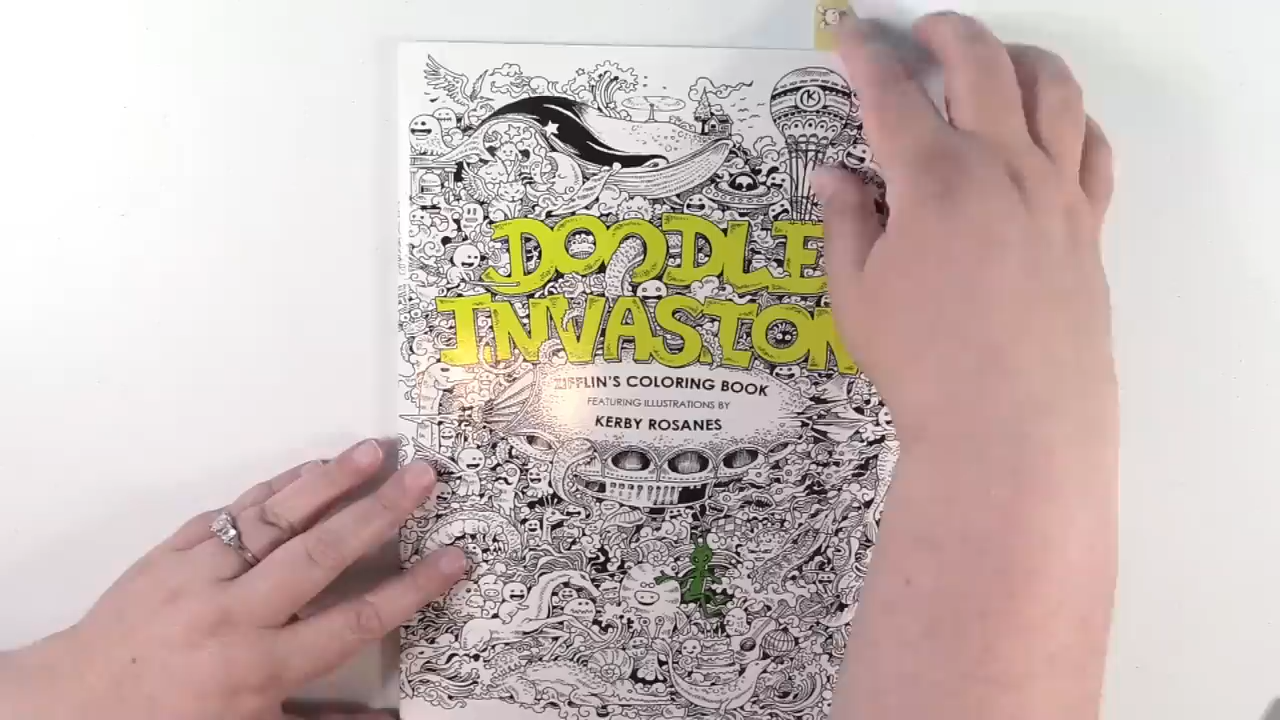 K
DOODLE
INVASION
ZIFFLIN'S COLORING BOOK
FEATURING ILLUSTRATIONS BY
KERBY ROSANES